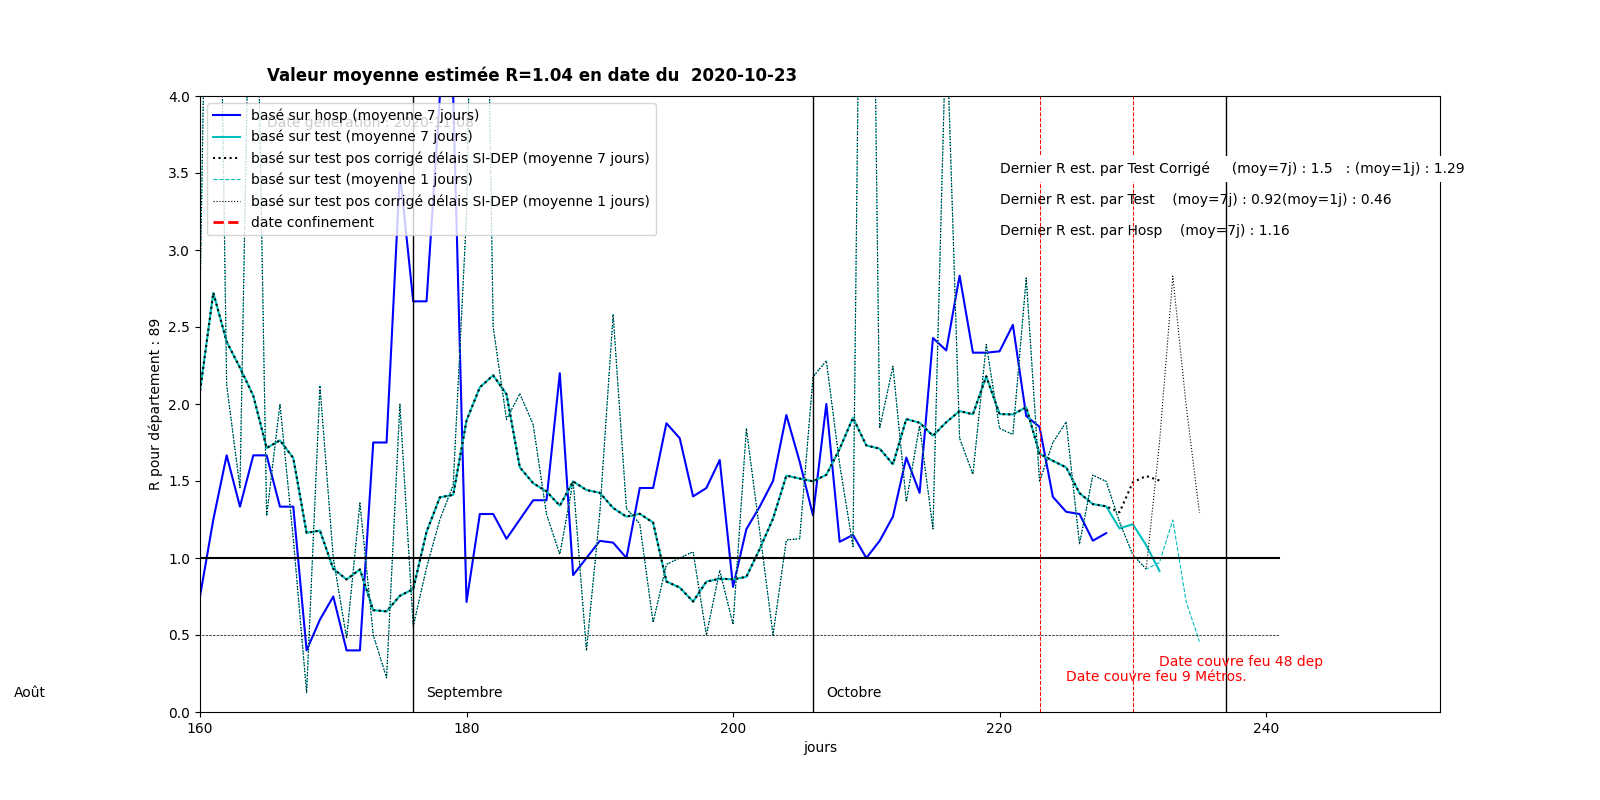 Valeur moyenne estimée R=1.04 en date du  2020-10-23
4.0
3.5
3.0
2.5
2.0
1.5
1.0
0.5
0.0
R pour département : 89
basé sur hosp (moyenne 7 jours)
Date génération : 2020-11-08
basé sur test (moyenne 7 jours)
basé sur test pos corrigé délais SI-DEP (moyenne 7 jours)
basé sur test (moyenne 1 jours)
basé sur test pos corrigé délais SI-DEP (moyenne 1 jours)
date confinement
Dernier R est. par Test Corrigé     (moy=7j) : 1.5   : (moy=1j) : 1.29
Dernier R est. par Test    (moy=7j) : 0.92(moy=1j) : 0.46
Dernier R est. par Hosp    (moy=7j) : 1.16
Date couvre feu 48 dep
Date couvre feu 9 Métros.
Août
Septembre
Octobre
160
180
200
220
240
jours